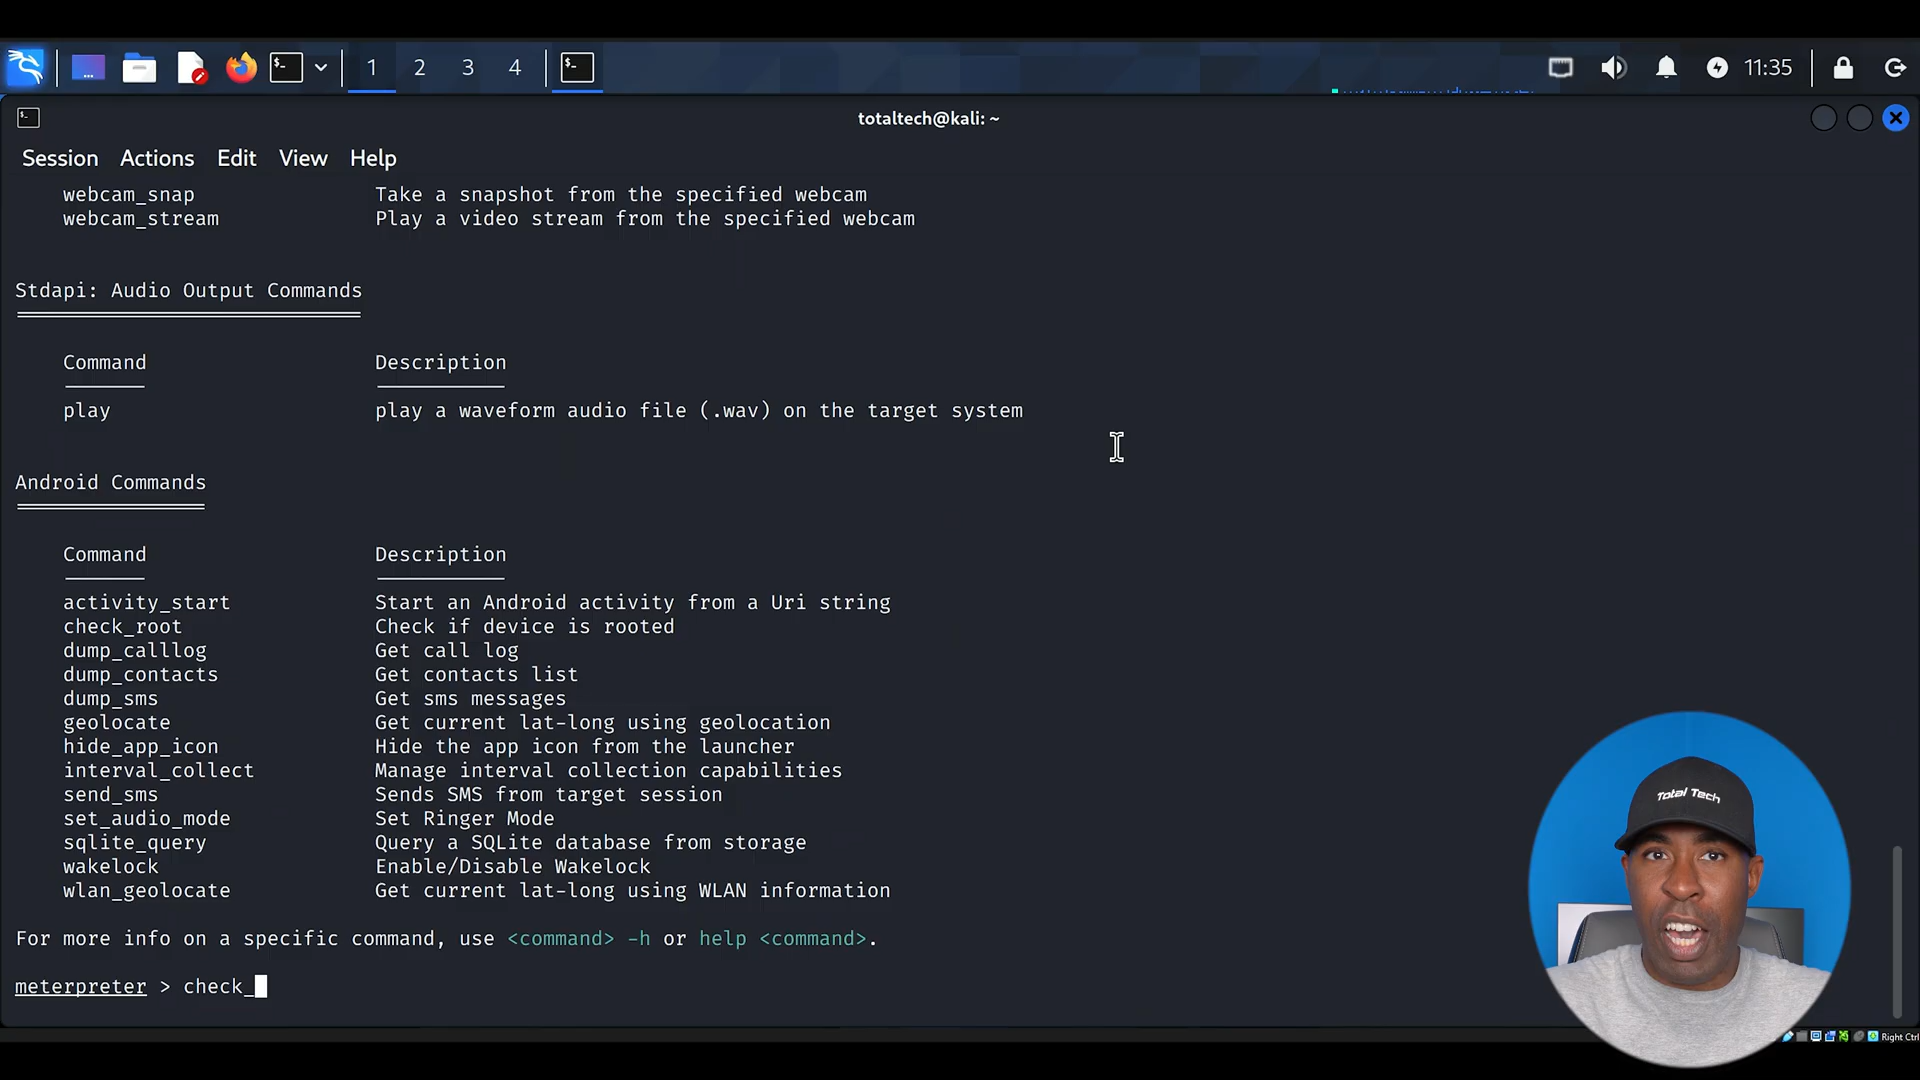 1 2 3 4
11:35
totaltech@kali: ~
Session Actions Edit View Help
webcam_snap Take a snapshot from the specified webcam
webcam_stream Play a video stream from the specified webcam
Stdapi: Audio Output Commands
Command Description
play play a waveform audio file (.wav) on the target system
Android Commands
Command Description
activity_start Start an Android activity from a Uri string
check_root Check if device is rooted
dump_calllog Get call log
dump_contacts Get contacts list
dump_sms Get sms messages
geolocate Get current lat-long using geolocation
hide_app_icon Hide the app icon from the launcher
interval_collect Manage interval collection capabilities
send_sms Sends SMS from target session
set_audio_mode Set Ringer Mode
sqlite_query Query a SQLite database from storage
wakelock Enable/Disable Wakelock
wlan_geolocate Get current lat-long using WLAN information
For more info on a specific command, use <command> -h or help <command>.
meterpreter > check_
Total Tech
Right Ctrl